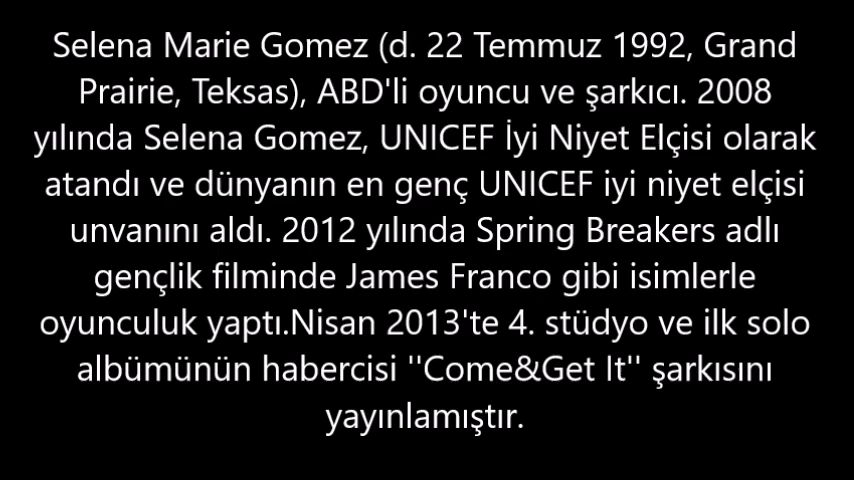 Selena Marie Gomez (d. 22 Temmuz 1992, Grand
Prairie, Teksas), ABD'li oyuncu ve şarkıcı. 2008
yılında Selena Gomez, UNICEF İyi Niyet Elçisi olarak
atandı ve dünyanın en genç UNICEF iyi niyet elçisi
unvanını aldı. 2012 yılında Spring Breakers adlı
gençlik filminde James Franco gibi isimlerle
oyunculuk yaptı.Nisan 2013'te 4. stüdyo ve ilk solo
albümünün habercisi ''Come&Get It'' şarkısını
yayınlamıştır.